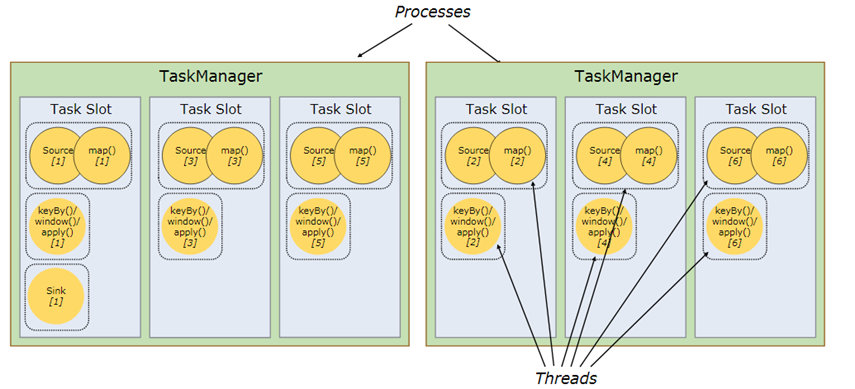 Processes
TaskManager
TaskManager
Task Slot
Task Slot
Task Slot
Task Slot
Task Slot
Task Slot
Source
[1]
map()
[1]
Source
[3]
map()
[3]
Source
[5]
map()
[5]
Source
[2]
map()
[2]
Source
[4]
map()
[4]
Source
[6]
map()
[6]
keyBy()/
window()/
apply()
[1]
keyBy()/
window()/
apply()
[3]
keyBy()/
window()/
apply()
[5]
keyBy()/
window()/
apply()
[2]
keyBy()/
window()/
apply()
[4]
keyBy()/
window()/
apply()
[6]
Sink
[1]
Threads